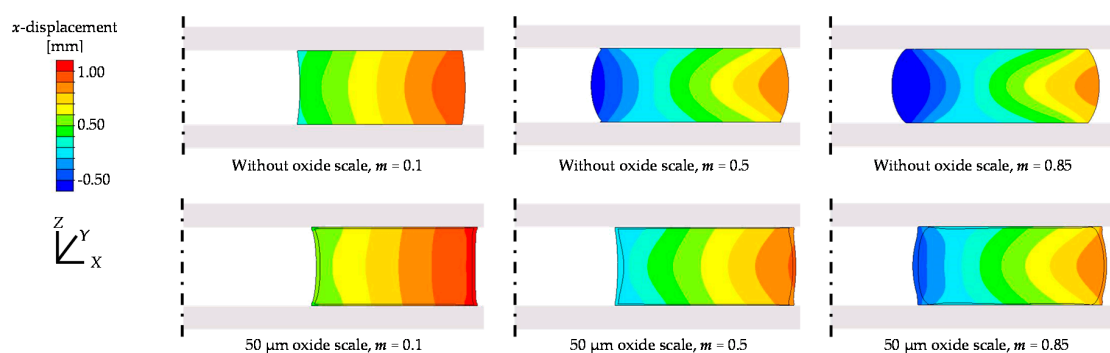 x-displacement
[mm]
1.00
0.50
-0.50
Z
Y
X
Without oxide scale, m = 0.1
Without oxide scale, m = 0.5
Without oxide scale, m = 0.85
50 µm oxide scale, m = 0.1
50 µm oxide scale, m = 0.5
50 µm oxide scale, m = 0.85